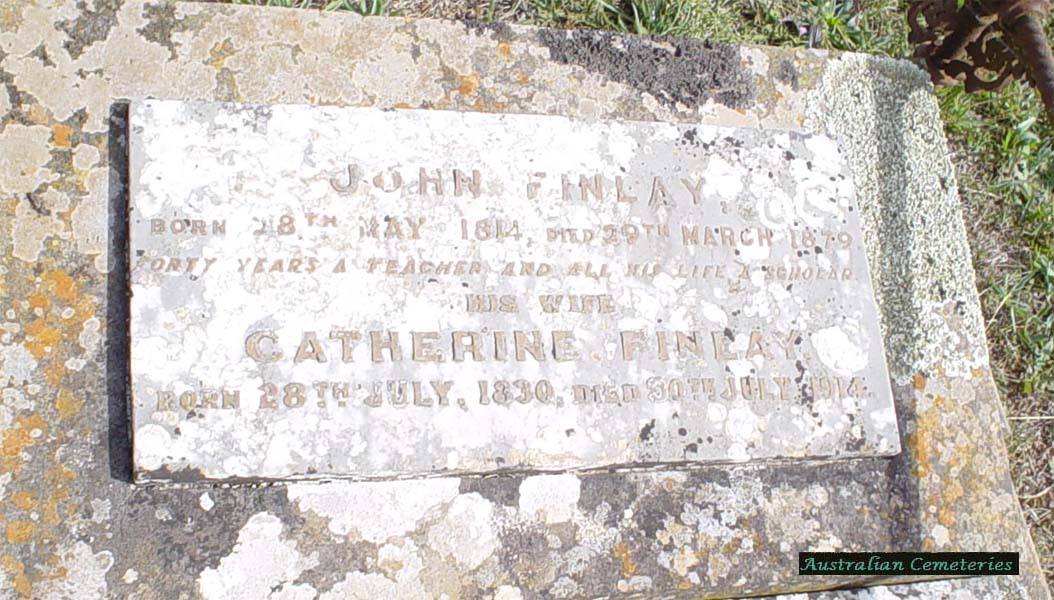 JOHN FINLAY
BORN 28TH MAY 1814, DIED 29TH MARCH 1879
FORTY YEARS A TEACHER AND ALL HIS LIFE A SCHOLAR
HIS WIFE
CATHERINE FINLAY
BORN 28TH JULY, 1830, DIED 30TH JULY, 1914.
Australian Cemeteries